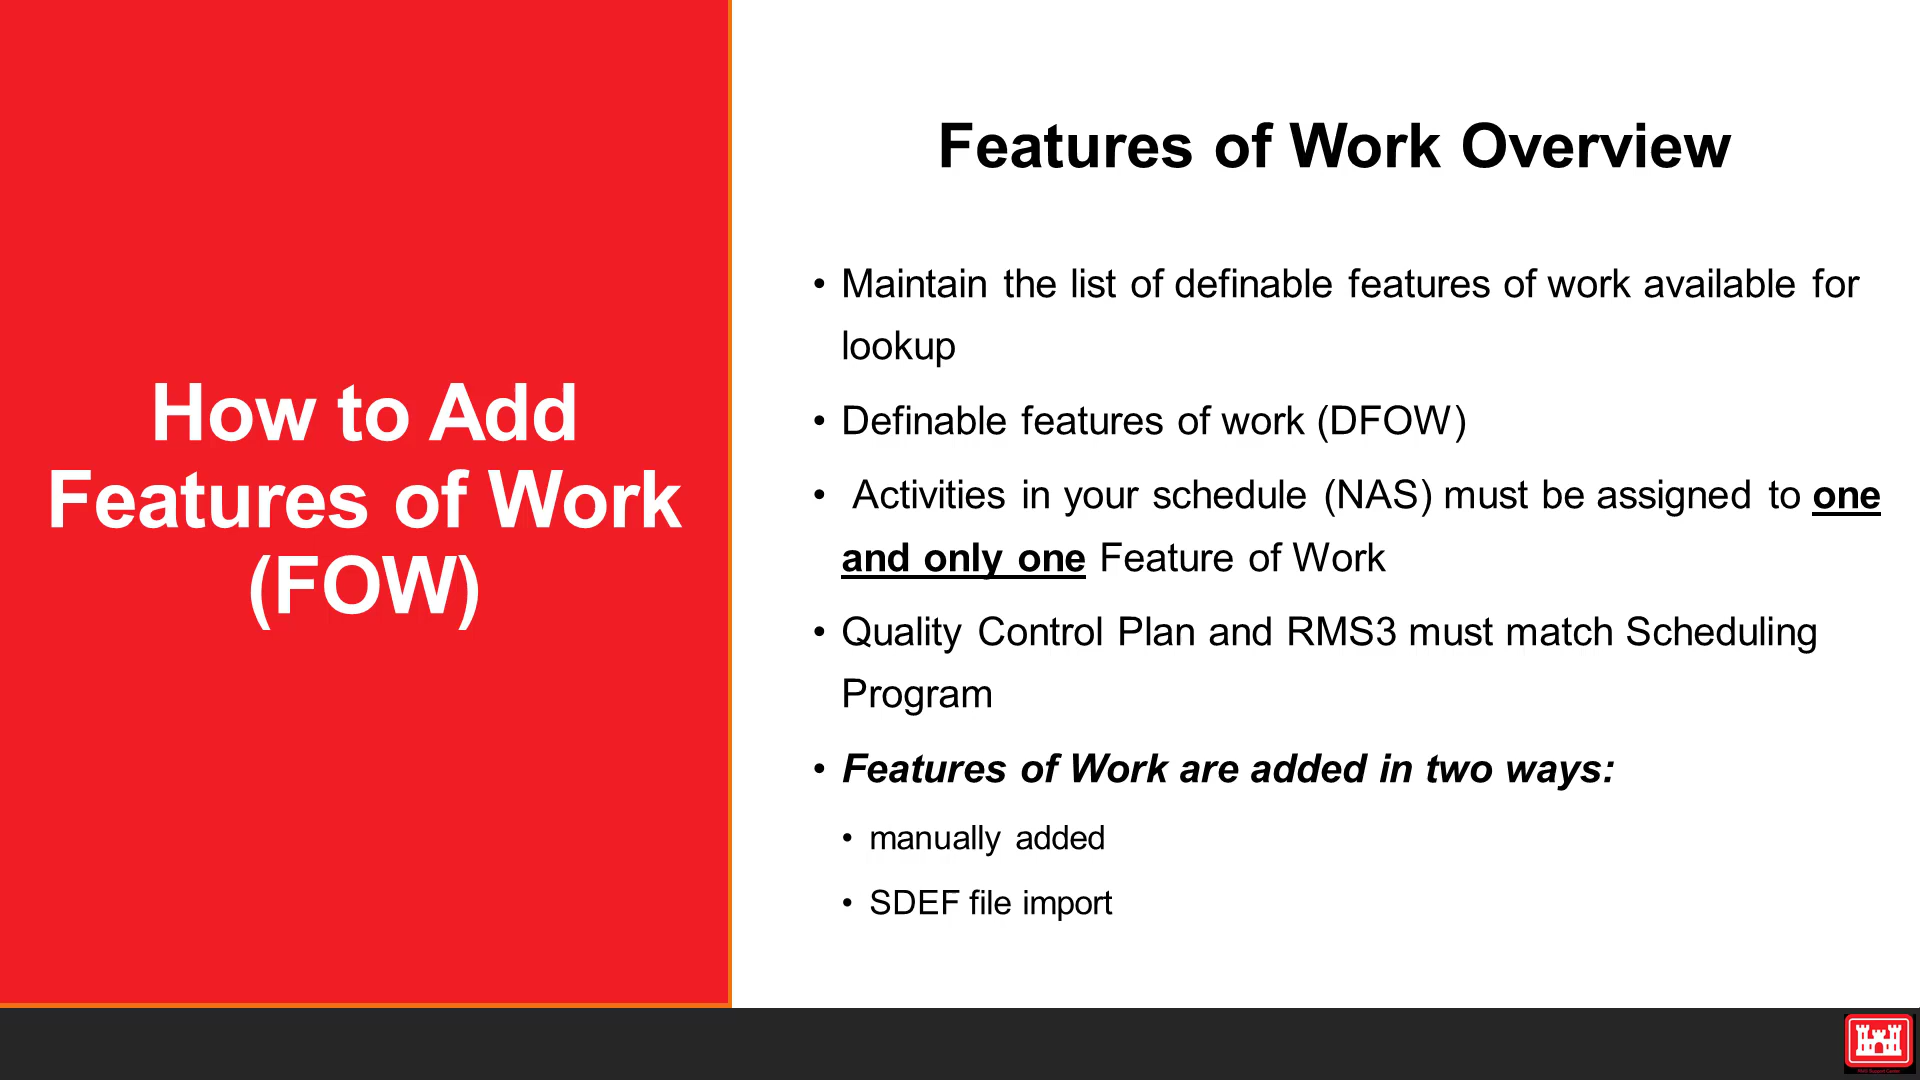 How to Add
Features of Work
(FOW)
Features of Work Overview
• Maintain the list of definable features of work available for
lookup
• Definable features of work (DFOW)
• Activities in your schedule (NAS) must be assigned to one
and only one Feature of Work
• Quality Control Plan and RMS3 must match Scheduling
Program
• Features of Work are added in two ways:
• manually added
• SDEF file import